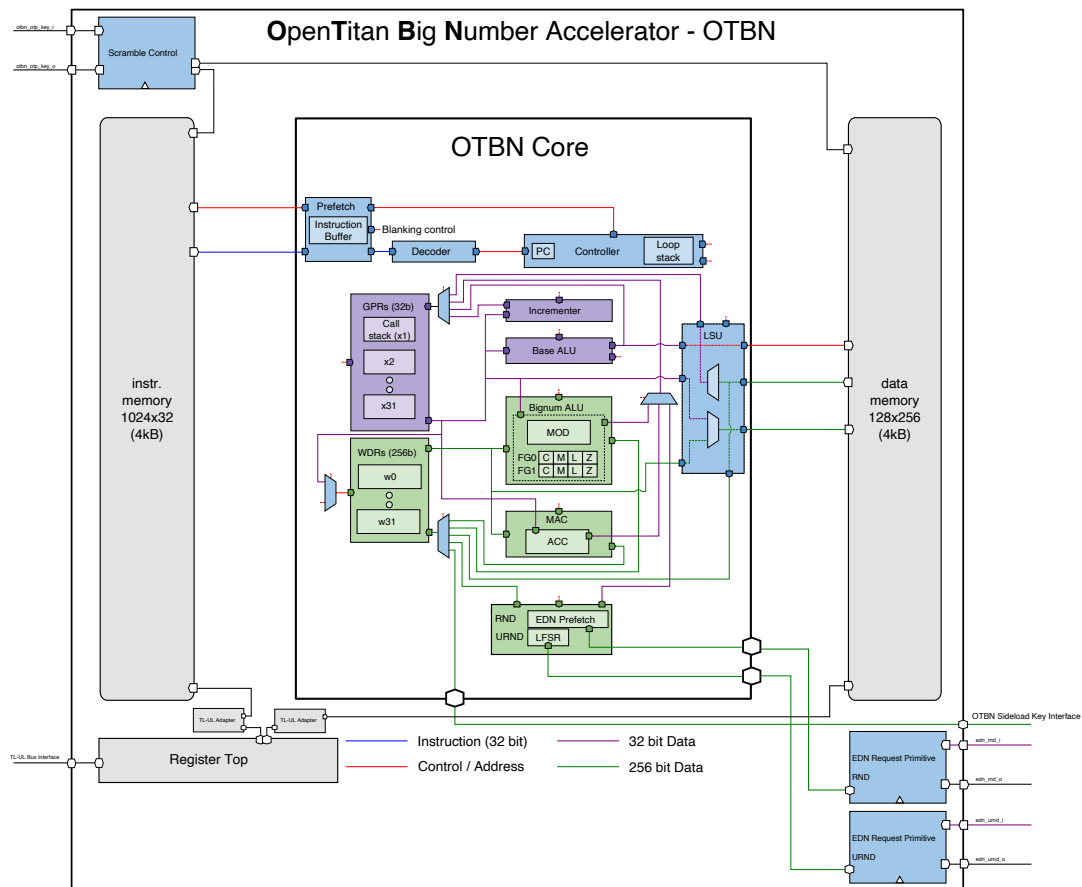 OpenTitan Big Number Accelerator - OTBN
otbn_otp_key_i
otbn_otp_key_o
Scramble Control
OTBN Core
Prefetch
Instruction
Buffer
Blanking control
Decoder
PC
Controller
Loop
stack
GPRs (32b)
Call
stack (x1)
x2
x31
Incrementer
Base ALU
LSU
instr.
memory
1024x32
(4kB)
data
memory
128x256
(4kB)
Bignum ALU
MOD
FG0 C M L Z
FG1 C M L Z
WDRs (256b)
w0
w31
MAC
ACC
RND
EDN Prefetch
URND
LFSR
TL-UL Adapter
TL-UL Adapter
OTBN Sideload Key Interface
Register Top
TL-UL Bus Interface
Instruction (32 bit)
32 bit Data
Control / Address
256 bit Data
edn_rnd_i
EDN Request Primitive
RND
edn_rnd_o
edn_urnd_i
EDN Request Primitive
URND
edn_urnd_o